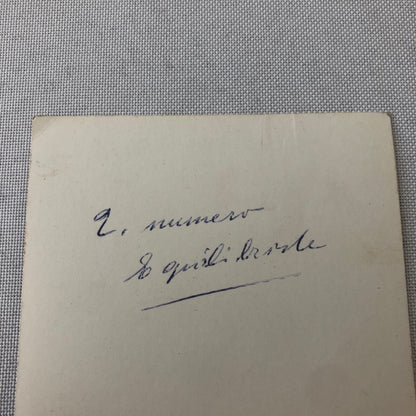 2. numero
Equilibriste